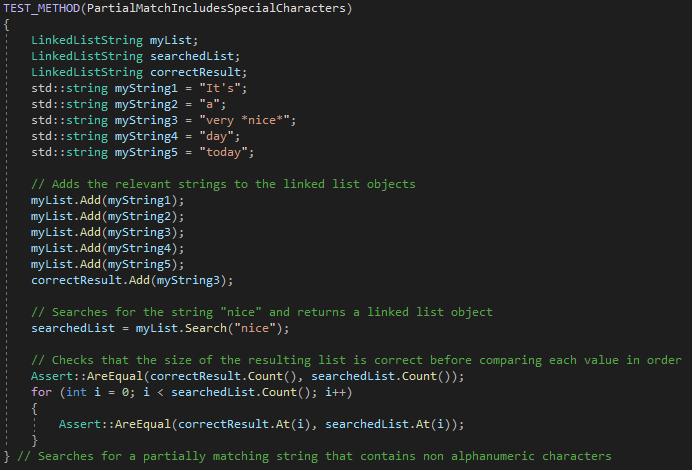 TEST_METHOD(PartialMatchIncludesSpecialCharacters)
{
    LinkedListString myList;
    LinkedListString searchedList;
    LinkedListString correctResult;
    std::string myString1 = "It's";
    std::string myString2 = "a";
    std::string myString3 = "very *nice*";
    std::string myString4 = "day";
    std::string myString5 = "today";

    // Adds the relevant strings to the linked list objects
    myList.Add(myString1);
    myList.Add(myString2);
    myList.Add(myString3);
    myList.Add(myString4);
    myList.Add(myString5);
    correctResult.Add(myString3);

    // Searches for the string "nice" and returns a linked list object
    searchedList = myList.Search("nice");

    // Checks that the size of the resulting list is correct before comparing each value in order
    Assert::AreEqual(correctResult.Count(), searchedList.Count());
    for (int i = 0; i < searchedList.Count(); i++)
    {
        Assert::AreEqual(correctResult.At(i), searchedList.At(i));
    }
} // Searches for a partially matching string that contains non alphanumeric characters